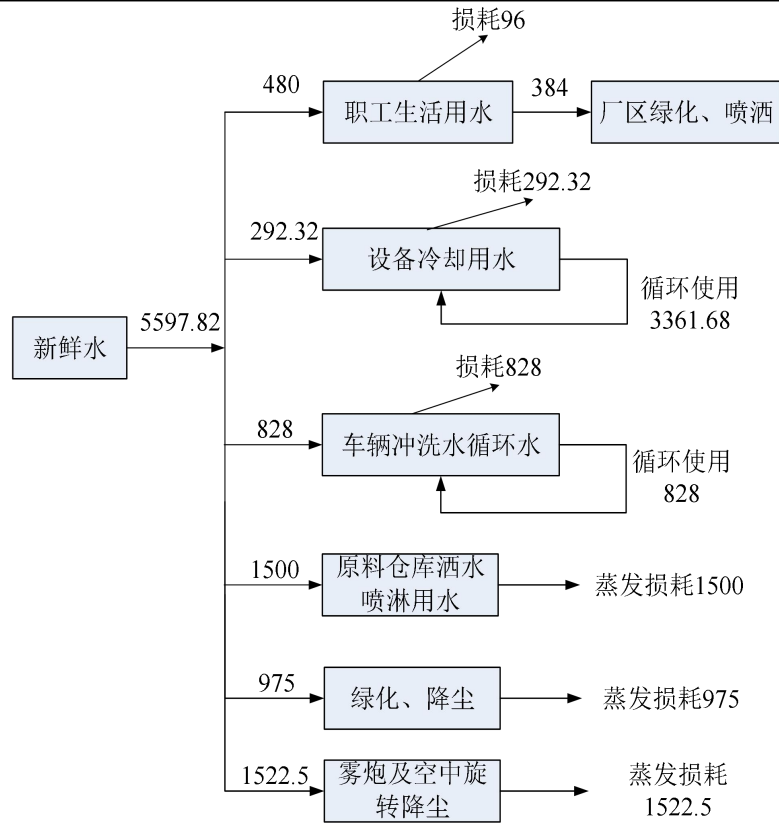 损耗96
480
职工生活用水
384
厂区绿化、喷洒
损耗292.32
292.32
设备冷却用水
循环使用
3361.68
新鲜水
5597.82
损耗828
828
车辆冲洗水循环水
循环使用
828
1500
原料仓库洒水
喷淋用水
蒸发损耗1500
975
绿化、降尘
蒸发损耗975
1522.5
雾炮及空中旋
转降尘
蒸发损耗
1522.5